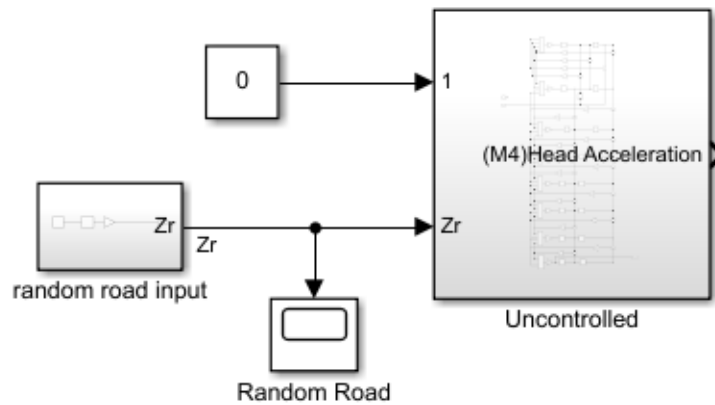 0
1
(M4)Head Acceleration
Zr
Zr
Zr
random road input
Uncontrolled
Random Road